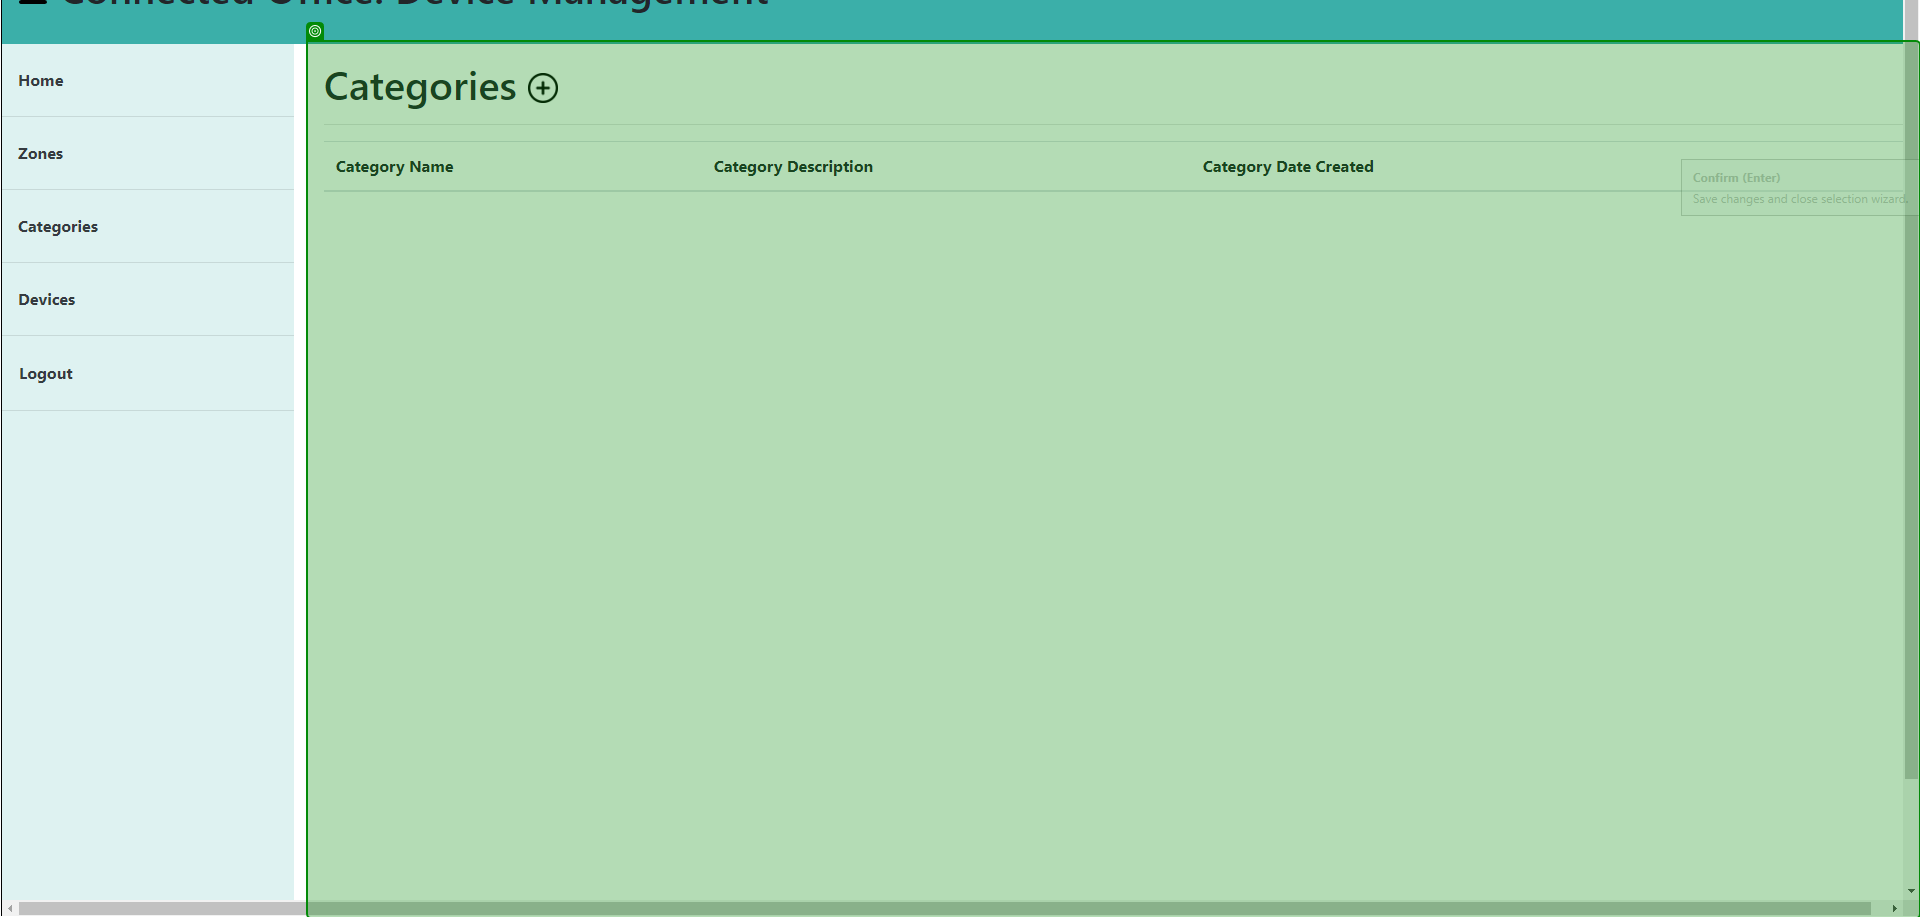 Connected Office: Device Management
Home
Zones
Categories
Devices
Logout
Categories
Category Name
Category Description
Category Date Created
Confirm (Enter)
Save changes and close selection wizard.